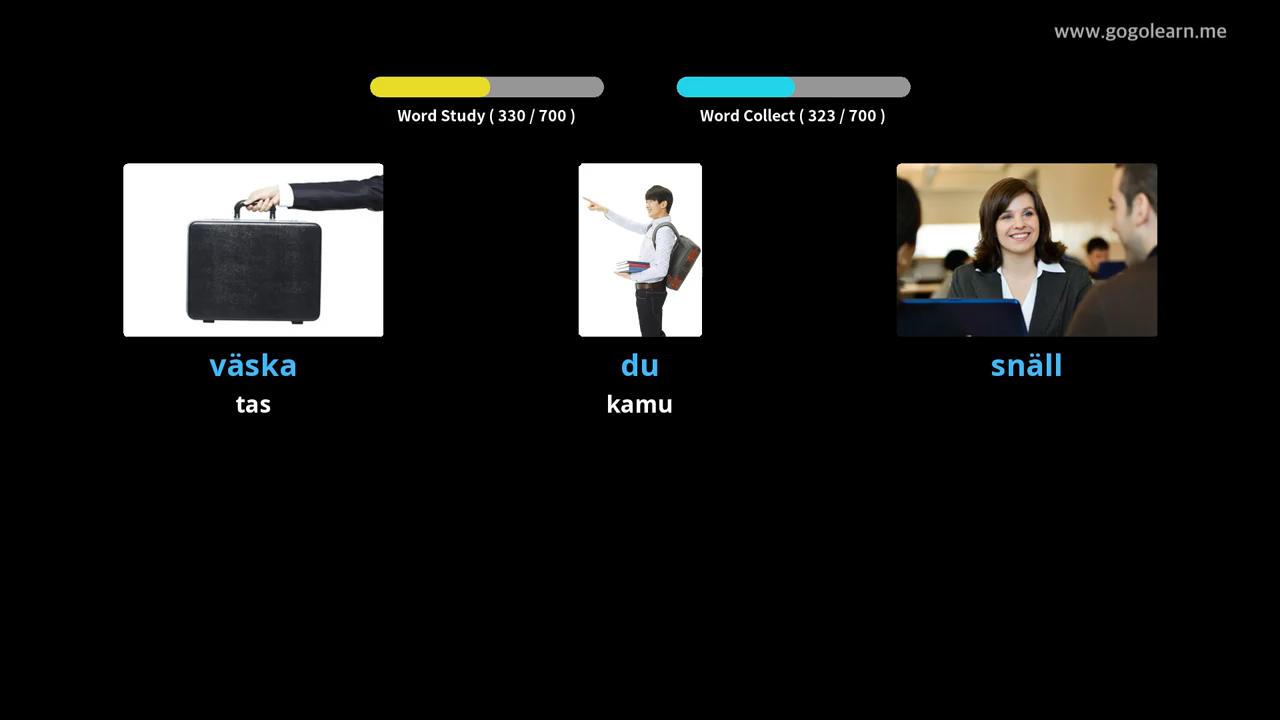 www.gogolearn.me
Word Study ( 330 / 700 )
Word Collect ( 323 / 700 )
väska
du
snäll
tas
kamu